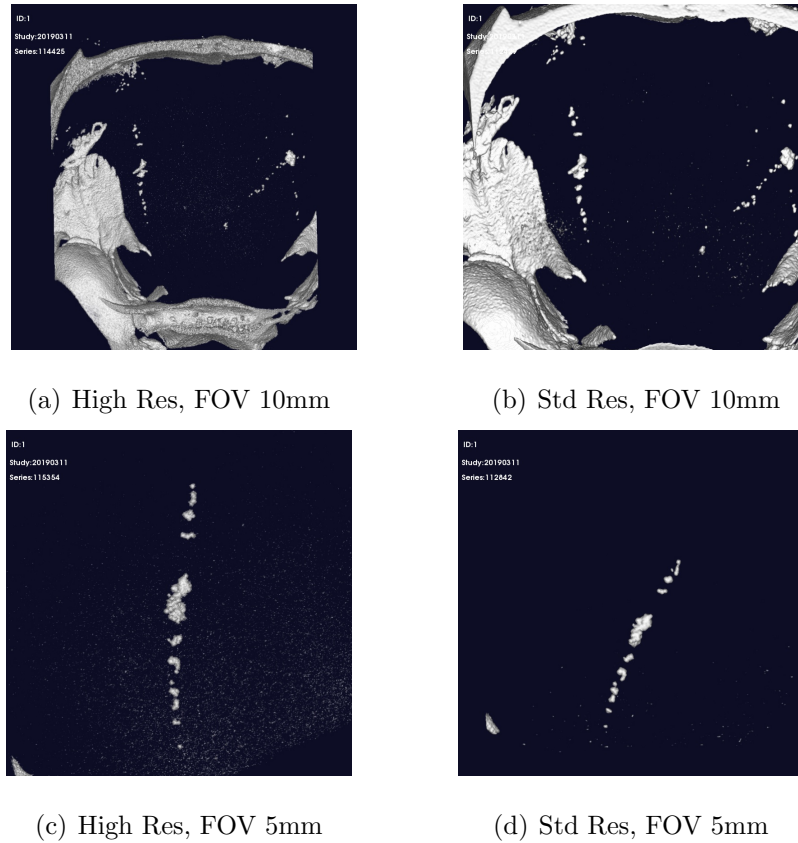 ID:1
Study:20190311
Series:114425
ID:1
(a) High Res, FOV 10mm
(b) Std Res, FOV 10mm
ID:1
Study:20190311
Series:115354
ID:1
Study:20190311
Series:112842
(c) High Res, FOV 5mm
(d) Std Res, FOV 5mm